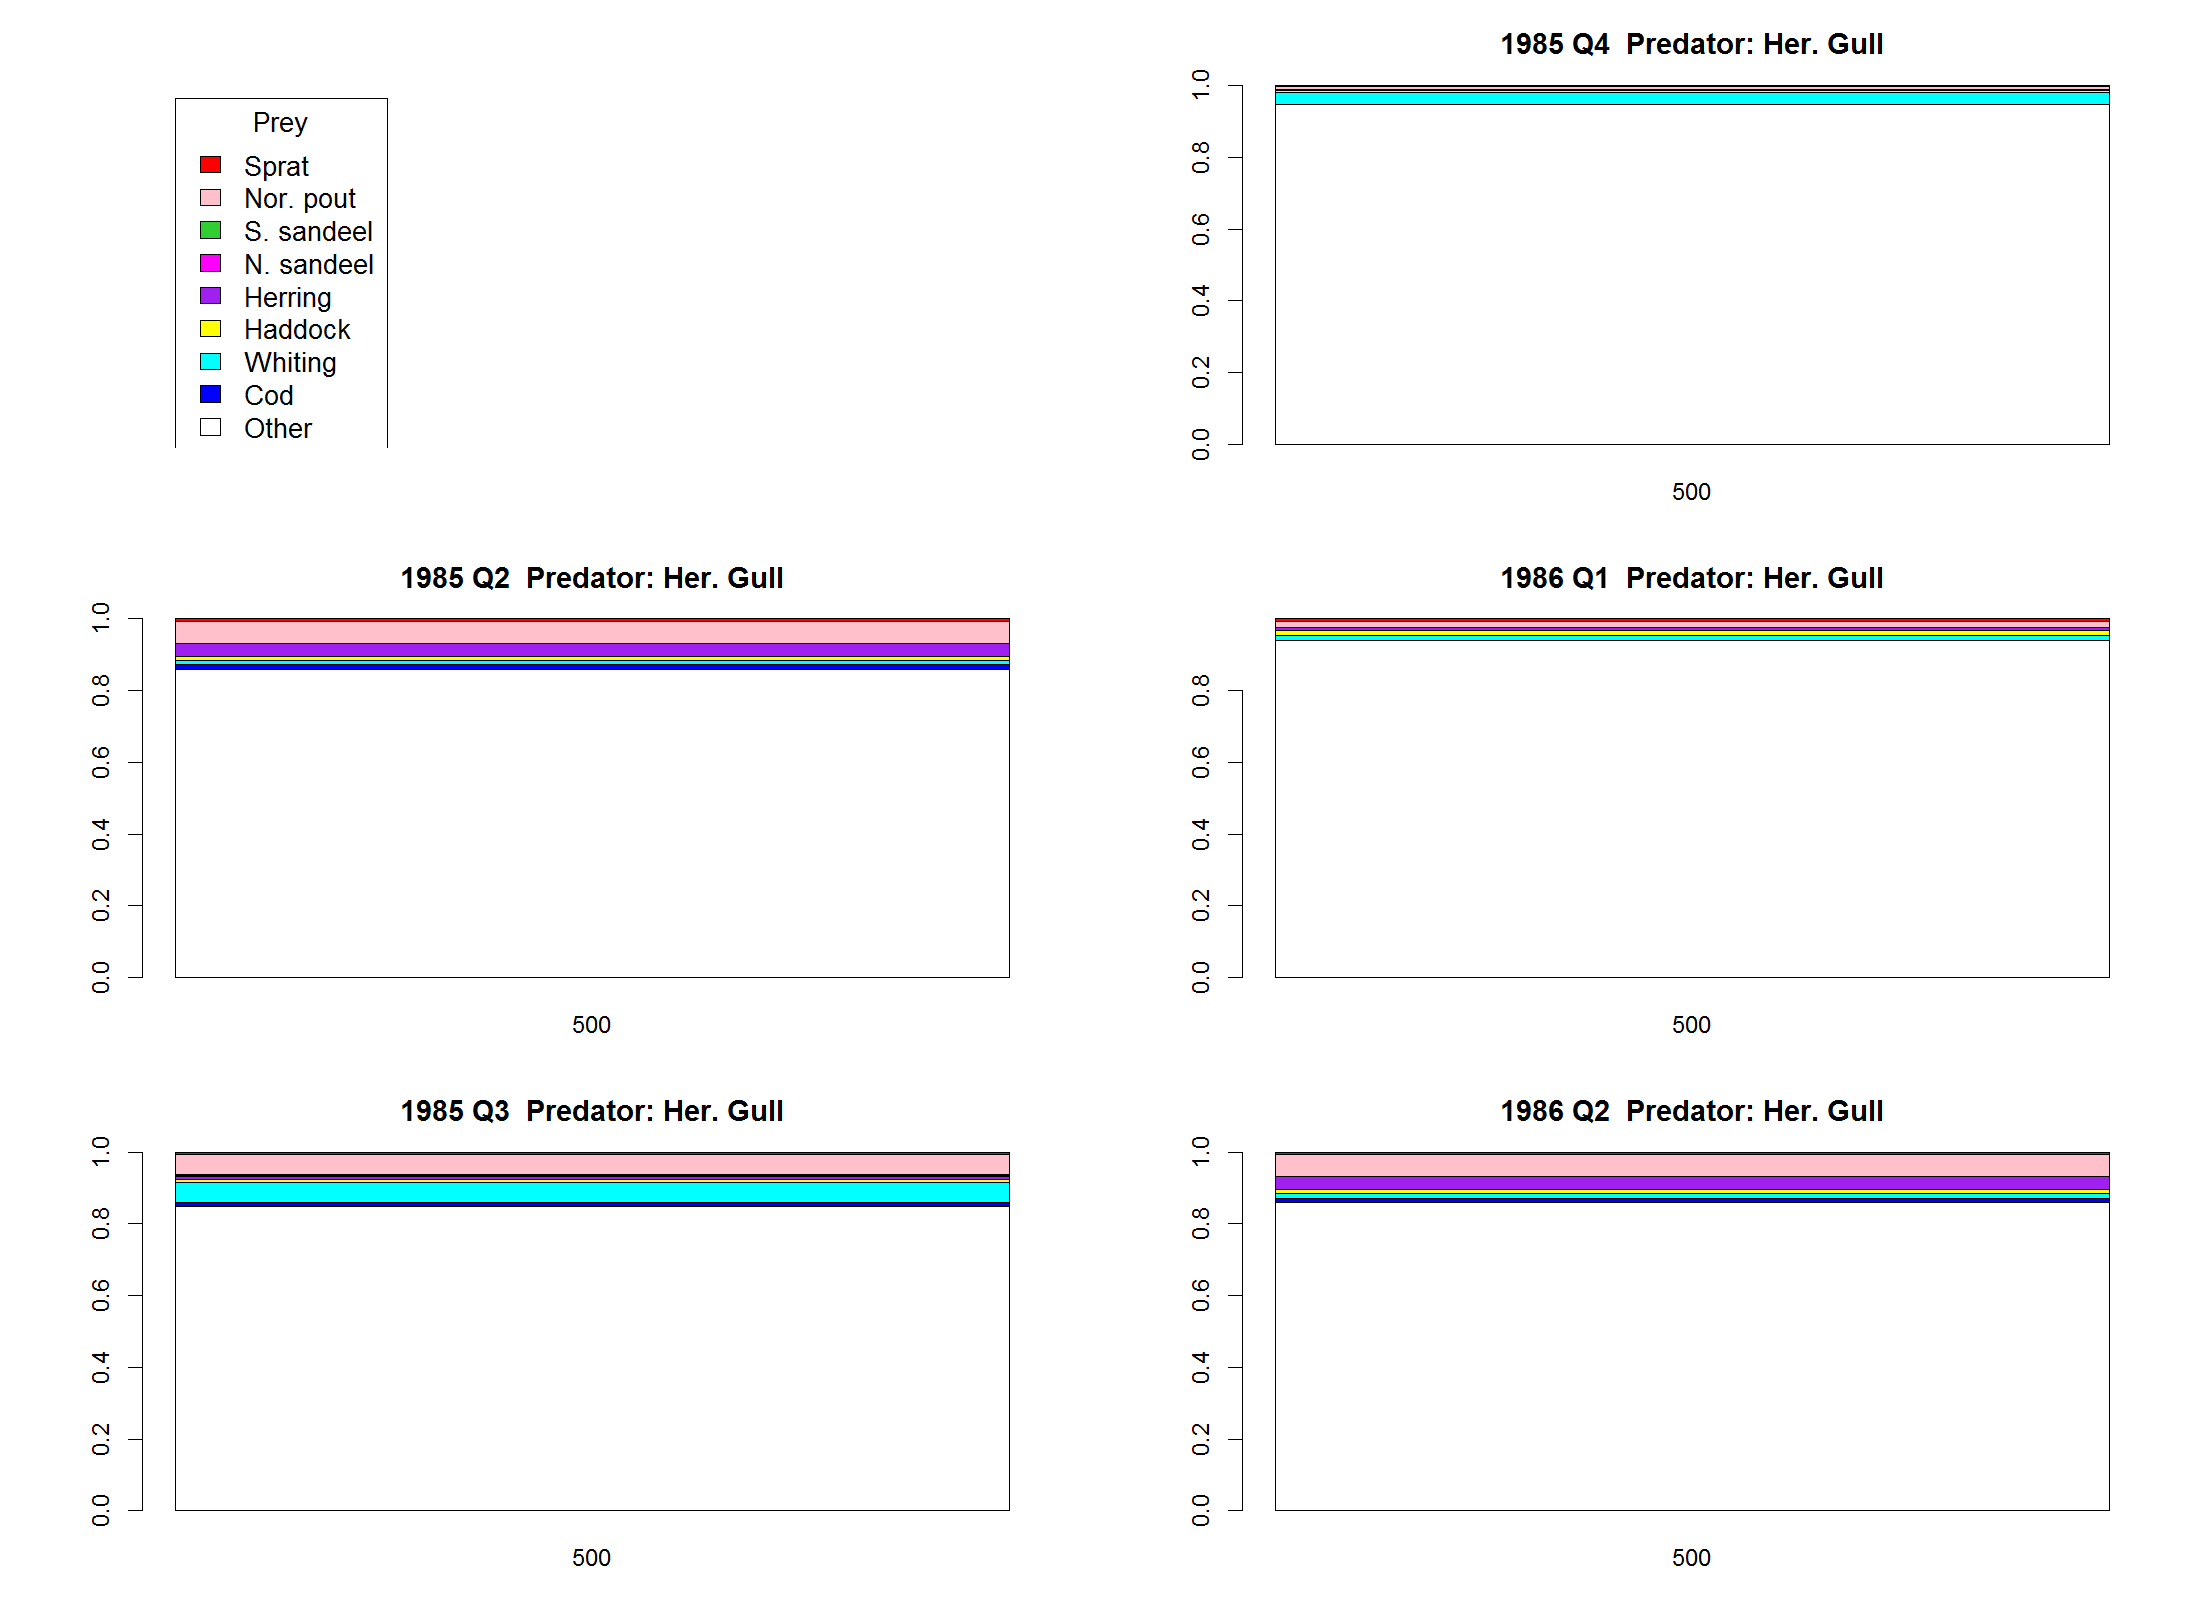 Prey
Sprat
Nor. pout
S. sandeel
N. sandeel
Herring
Haddock
Whiting
Cod
Other
1985 Q4 Predator: Her. Gull
1.0
0.8
0.6
0.4
0.2
0.0
500
1985 Q2 Predator: Her. Gull
1.0
0.8
0.6
0.4
0.2
0.0
500
1986 Q1 Predator: Her. Gull
0.8
0.6
0.4
0.2
0.0
500
1985 Q3 Predator: Her. Gull
1.0
0.8
0.6
0.4
0.2
0.0
500
1986 Q2 Predator: Her. Gull
1.0
0.8
0.6
0.4
0.2
0.0
500